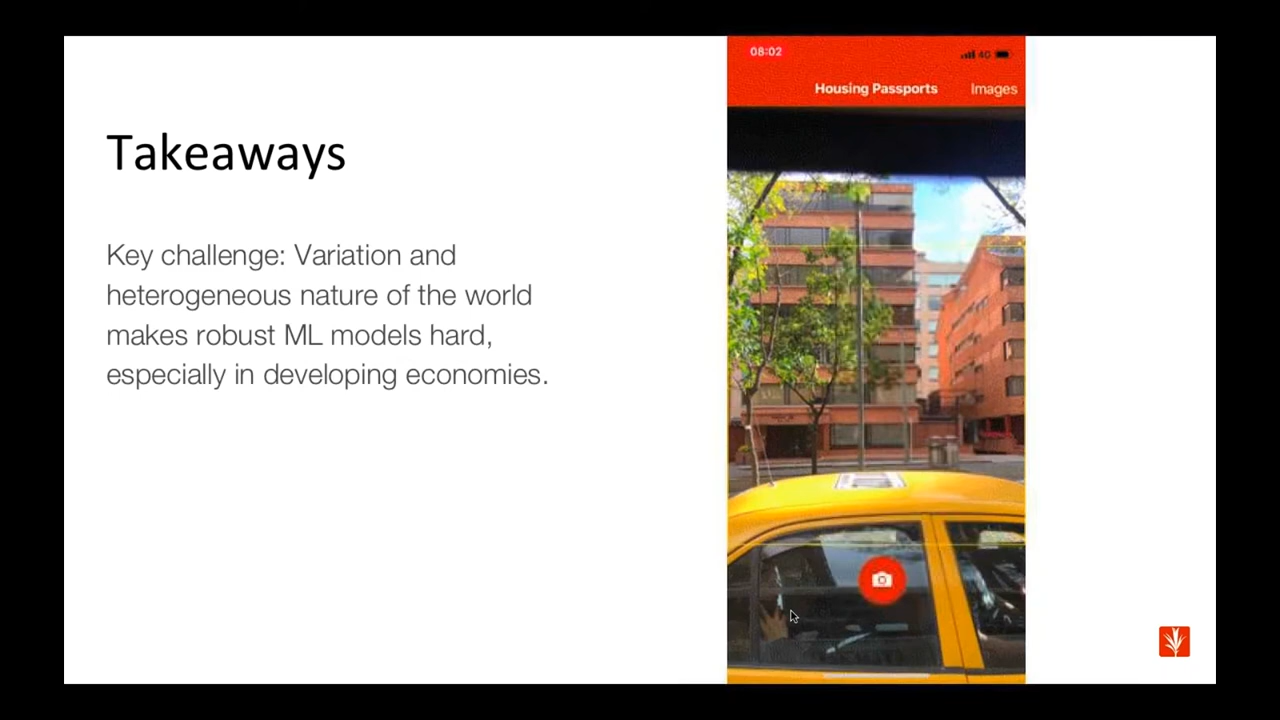 08:02
4G
Housing Passports
Images
Takeaways
Key challenge: Variation and
heterogeneous nature of the world
makes robust ML models hard,
especially in developing economies.